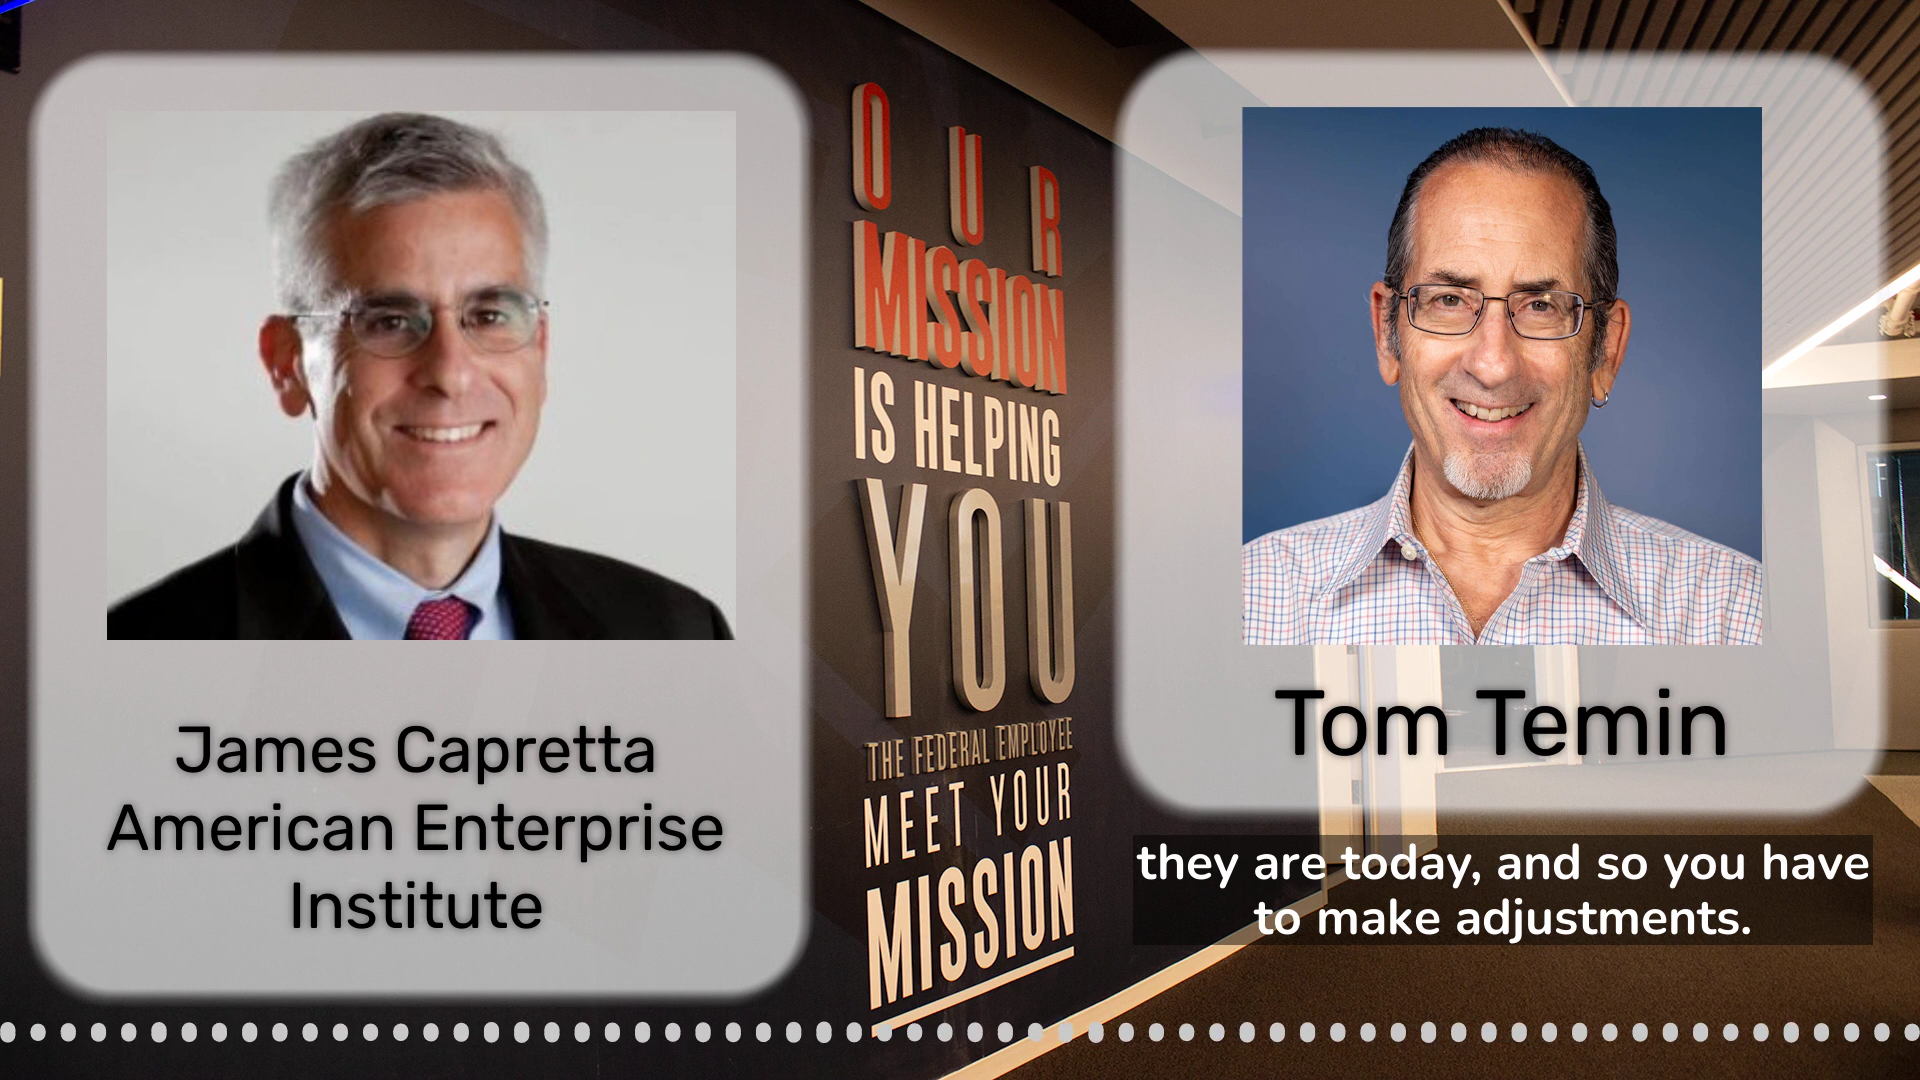 James Capretta
American Enterprise
Institute
OUR
MISSION
IS HELPING
YOU
THE FEDERAL EMPLOYEE
MEET YOUR
MISSION
Tom Temin
they are today, and so you have
to make adjustments.